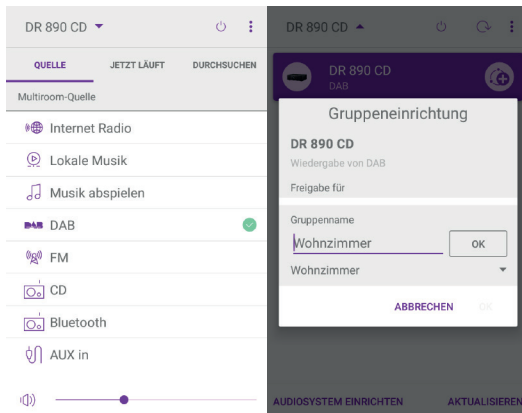 DR 890 CD
QUELLE JETZT LÄUFT DURCHSUCHEN
Multiroom-Quelle
Internet Radio
Lokale Musik
Musik abspielen
DAB DAB
FM
CD
Bluetooth
AUX in
DR 890 CD
DR 890 CD
DAB
Gruppeneinrichtung
DR 890 CD
Wiedergabe von DAB
Freigabe für
Gruppenname
Wohnzimmer OK
Wohnzimmer
ABBRECHEN OK
AUDIOSYSTEM EINRICHTEN AKTUALISIEREN